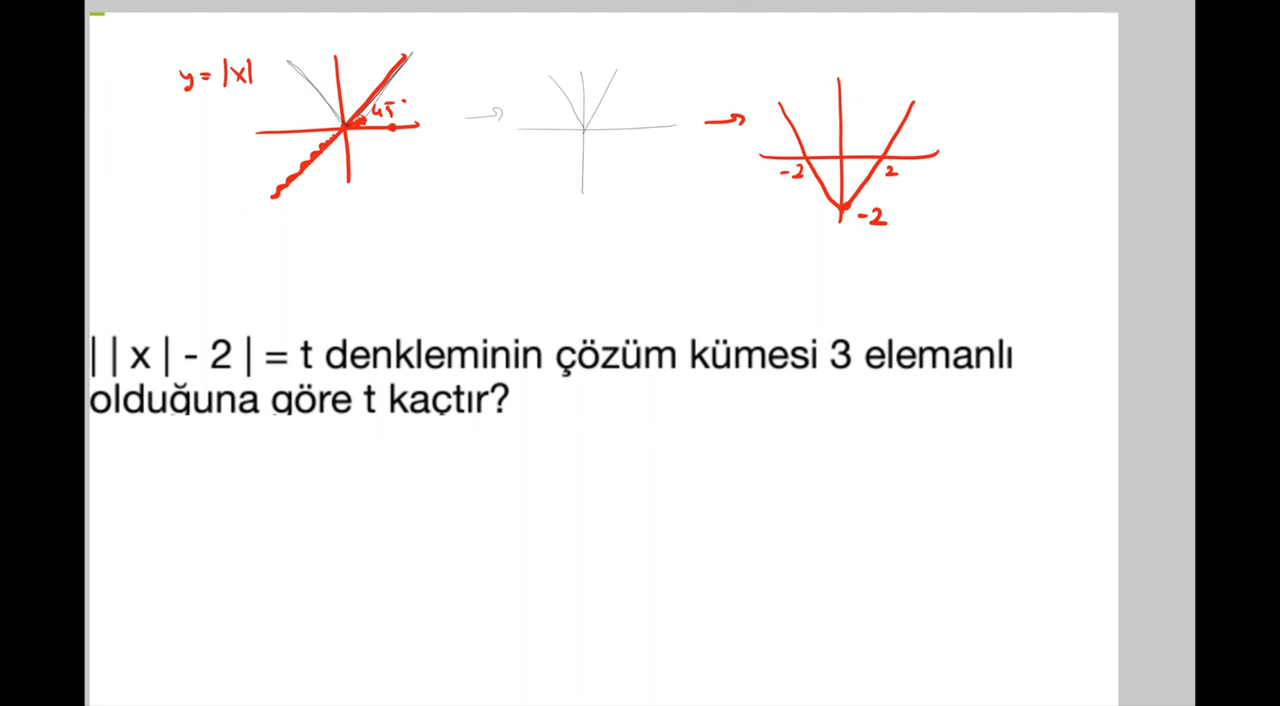 y = |x|
45°
-2
2
-2
| | x | - 2 | = t denkleminin çözüm kümesi 3 elemanlı
olduğuna göre t kaçtır?